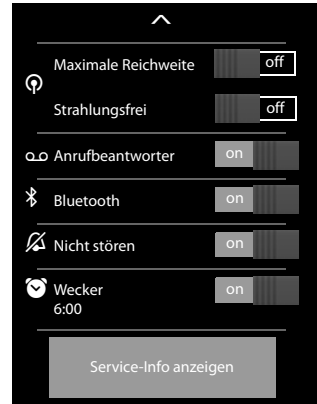 Maximale Reichweite off
Strahlungsfrei off
Anrufbeantworter on
Bluetooth on
Nicht stören on
Wecker on
6:00
Service-Info anzeigen